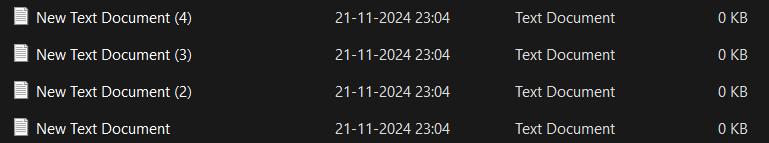 New Text Document (4) 21-11-2024 23:04 Text Document 0 KB
New Text Document (3) 21-11-2024 23:04 Text Document 0 KB
New Text Document (2) 21-11-2024 23:04 Text Document 0 KB
New Text Document 21-11-2024 23:04 Text Document 0 KB